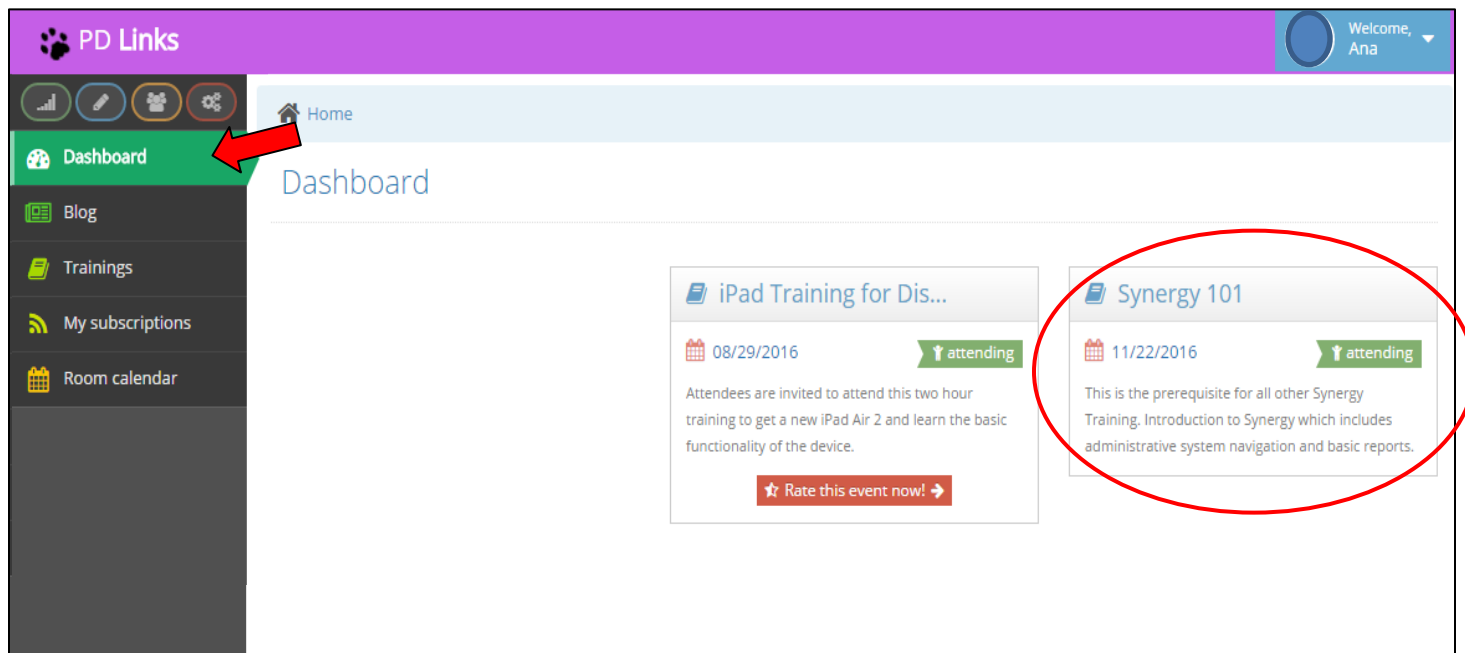 PD Links
Welcome,
Ana
Home
Dashboard
Blog
Trainings
My subscriptions
Room calendar
Dashboard
iPad Training for Dis...
08/29/2016
attending
Attendees are invited to attend this two hour
training to get a new iPad Air 2 and learn the basic
functionality of the device.
Rate this event now!
Synergy 101
11/22/2016
attending
This is the prerequisite for all other Synergy
Training. Introduction to Synergy which includes
administrative system navigation and basic reports.